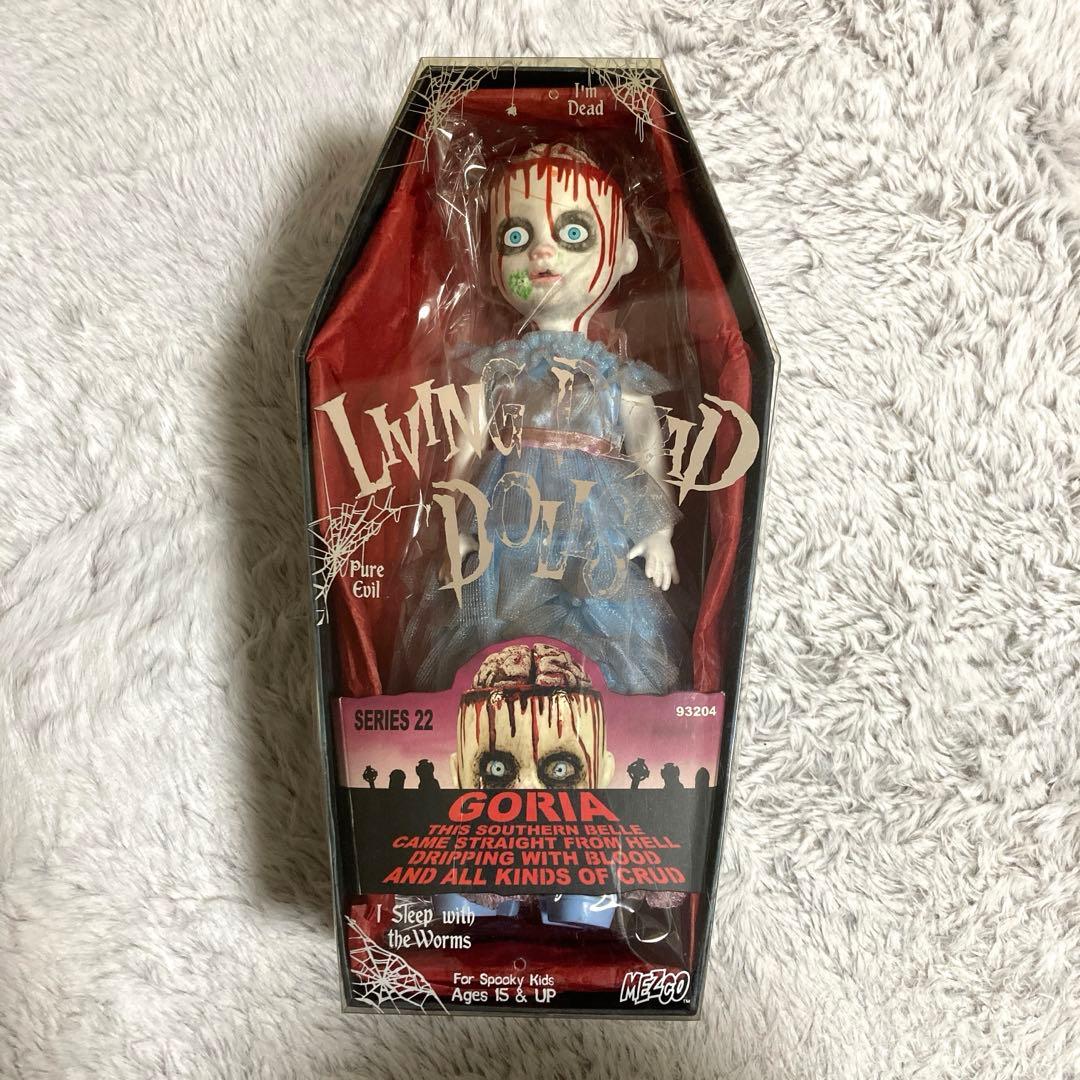 I'm
Dead
LIVING DEAD
DOLLS
Pure
Evil
SERIES 22
93204
GORIA
THIS SOUTHERN BELLE
CAME STRAIGHT FROM HELL
DRIPPING WITH BLOOD
AND ALL KINDS OF CRUD
I Sleep with
the Worms
For Spooky Kids
Ages 15 & UP
MEZCO™